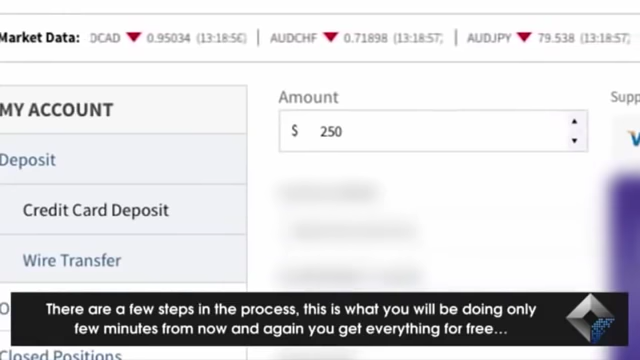 Market Data: DCAD 0.95034 (13:18:56) | AUDCHF 0.71898 (13:18:57) | AUDJPY 79.538 (13:18:57)
MY ACCOUNT
Deposit
Credit Card Deposit
Wire Transfer
Closed Positions
Amount
$ 250
Supp
There are a few steps in the process, this is what you will be doing only
few minutes from now and again you get everything for free...